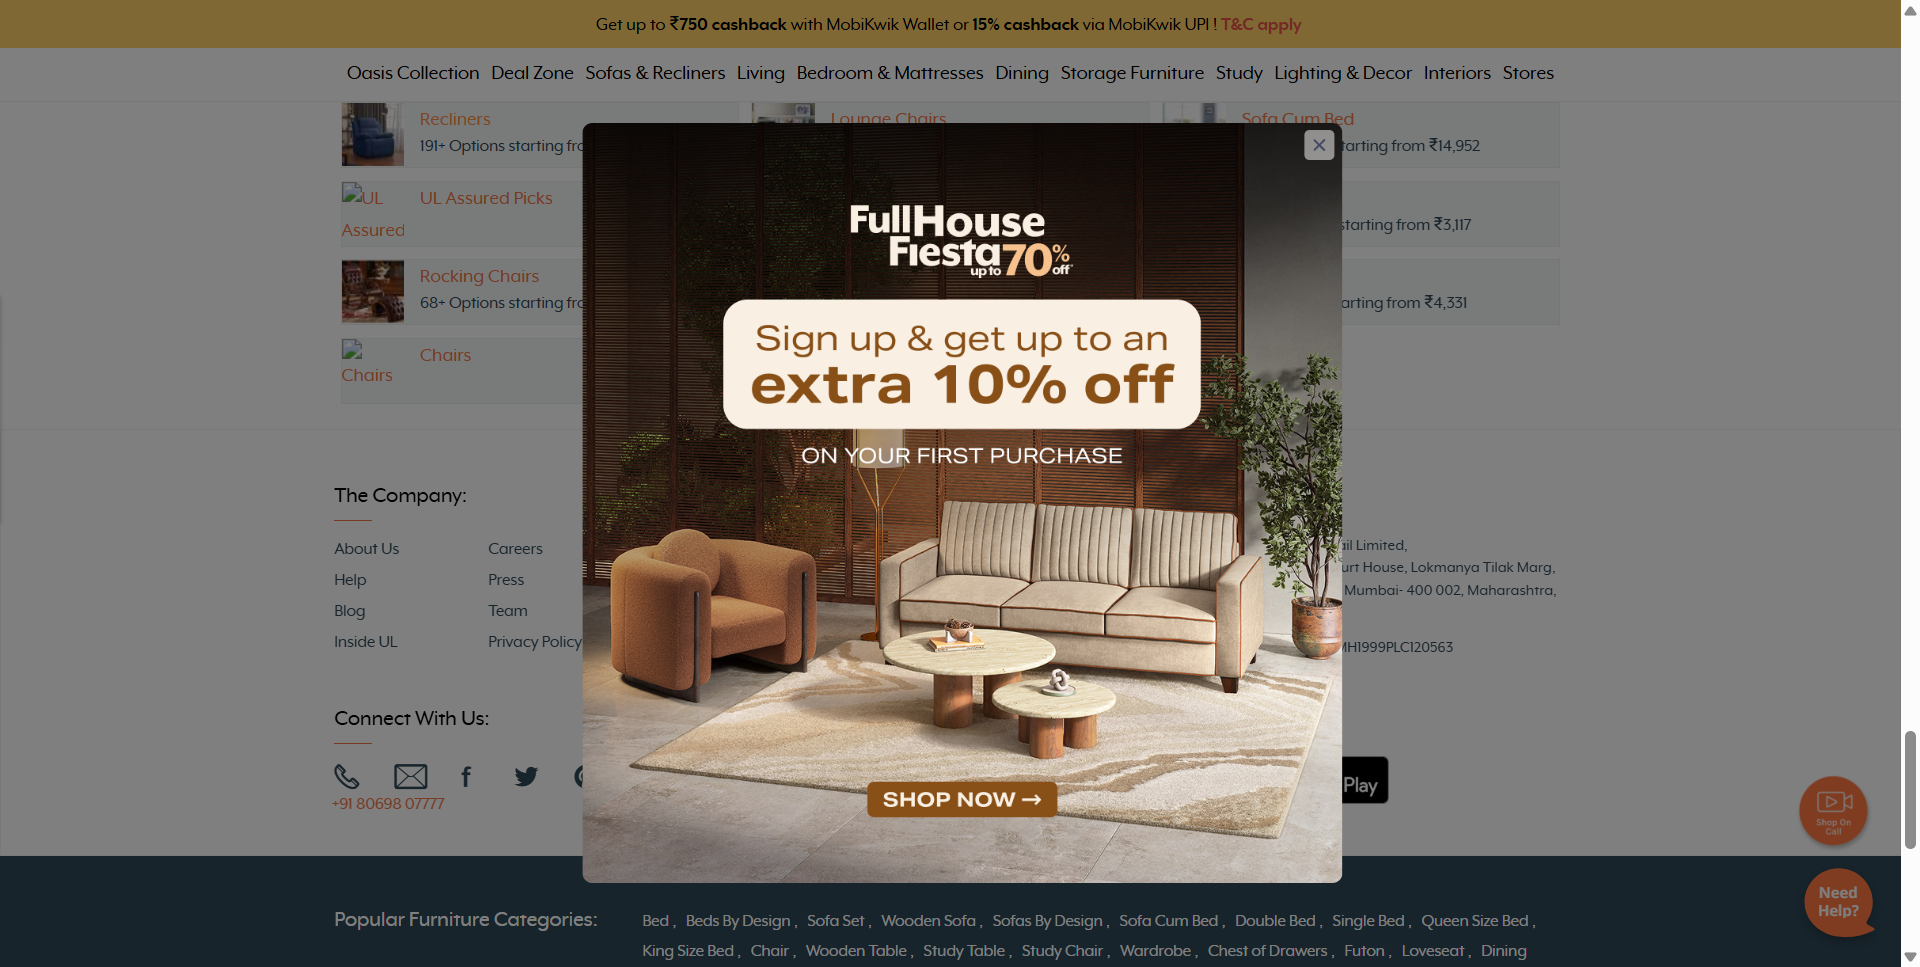 Get up to ₹750 cashback with MobiKwik Wallet or 15% cashback via MobiKwik UPI ! T&C apply
Oasis Collection Deal Zone Sofas & Recliners Living Bedroom & Mattresses Dining Storage Furniture Study Lighting & Decor Interiors Stores
Recliners
191+ Options starting
Lounge Chairs
Sofa Cum Bed
starting from ₹14,952
UL Assured
UL Assured Picks
starting from ₹3,117
Rocking Chairs
68+ Options starting
starting from ₹4,331
Chairs
Chairs
FullHouse
Fiesta
up to 70% off*
Sign up & get up to an
extra 10% off
ON YOUR FIRST PURCHASE
SHOP NOW →
The Company:
About Us
Careers
Help
Press
Blog
Team
Inside UL
Privacy Policy
Limited,
House, Lokmanya Tilak Marg,
Mumbai- 400 002, Maharashtra,
MH1999PLC120563
Connect With Us:
+91 80698 07777
Play
Shop On
Call
Need
Help?
Popular Furniture Categories:
Bed , Beds By Design , Sofa Set , Wooden Sofa , Sofas By Design , Sofa Cum Bed , Double Bed , Single Bed , Queen Size Bed ,
King Size Bed , Chair , Wooden Table , Study Table , Study Chair , Wardrobe , Chest of Drawers , Futon , Loveseat , Dining